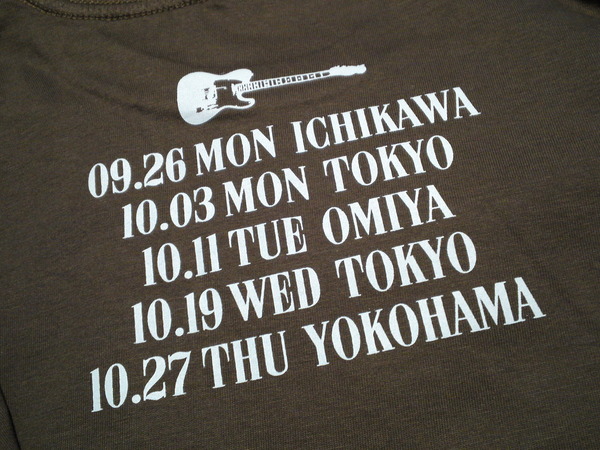 09.26 MON ICHIKAWA
10.03 MON TOKYO
10.11 TUE OMIYA
10.19 WED TOKYO
10.27 THU YOKOHAMA